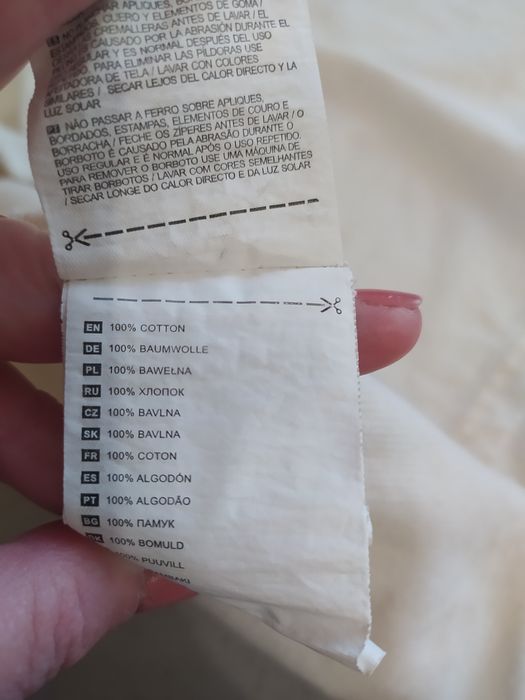 APLIQUES,
CUERO Y ELEMENTOS DE GOMA /
CREMALLERAS ANTES DE LAVAR / EL
CAUSADO POR LA ABRASIÓN DURANTE EL
Y ES NORMAL DESPUÉS DEL USO
PARA ELIMINAR LAS PÍLDORAS USE
DE TELA / LAVAR CON COLORES
SIMILARES / SECAR LEJOS DEL CALOR DIRECTO Y LA
LUZ SOLAR
PT NÃO PASSAR A FERRO SOBRE APLIQUES,
BORDADOS, ESTAMPAS, ELEMENTOS DE COURO E
BORRACHA / FECHE OS ZÍPERES ANTES DE LAVAR / O
BORBOTO É CAUSADO PELA ABRASÃO DURANTE O
USO REGULAR E É NORMAL APÓS O USO REPETIDO.
PARA REMOVER O BORBOTO USE UMA MÁQUINA DE
TIRAR BORBOTOS / LAVAR COM CORES SEMELHANTES
/ SECAR LONGE DO CALOR DIRECTO E DA LUZ SOLAR
EN 100% COTTON
DE 100% BAUMWOLLE
PL 100% BAWEŁNA
RU 100% ХЛОПОК
CZ 100% BAVLNA
SK 100% BAVLNA
FR 100% COTON
ES 100% ALGODÓN
PT 100% ALGODÃO
BG 100% ПАМУК
DK 100% BOMULD
PUUVILL